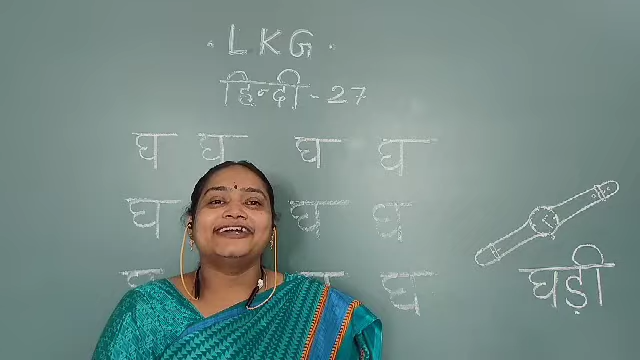 . LKG .
हिन्दी - 27
घ घ घ घ
घ घ घ
घ घ घ
घड़ी